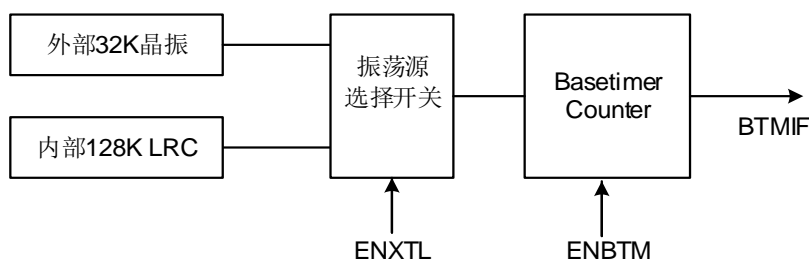 外部32K晶振
振荡源
选择开关
Basetimer
Counter
BTMIF
内部128K LRC
ENXTL
ENBTM